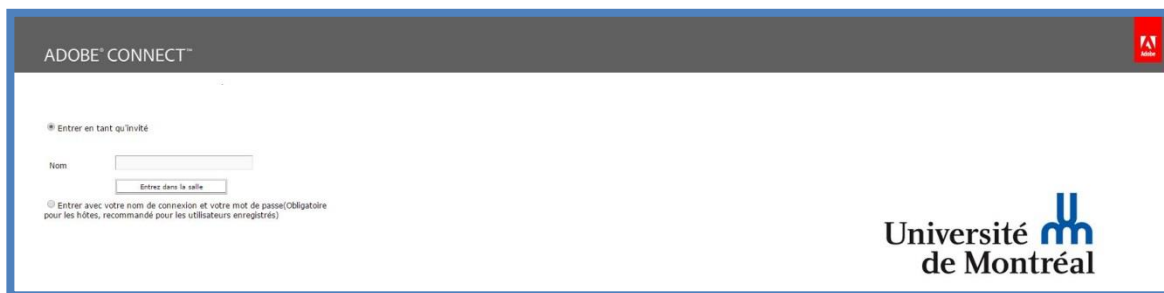 ADOBE® CONNECT™
Adobe
Entrer en tant qu'invité
Nom
Entrez dans la salle
Entrer avec votre nom de connexion et votre mot de passe(Obligatoire
pour les hôtes, recommandé pour les utilisateurs enregistrés)
Université
de Montréal